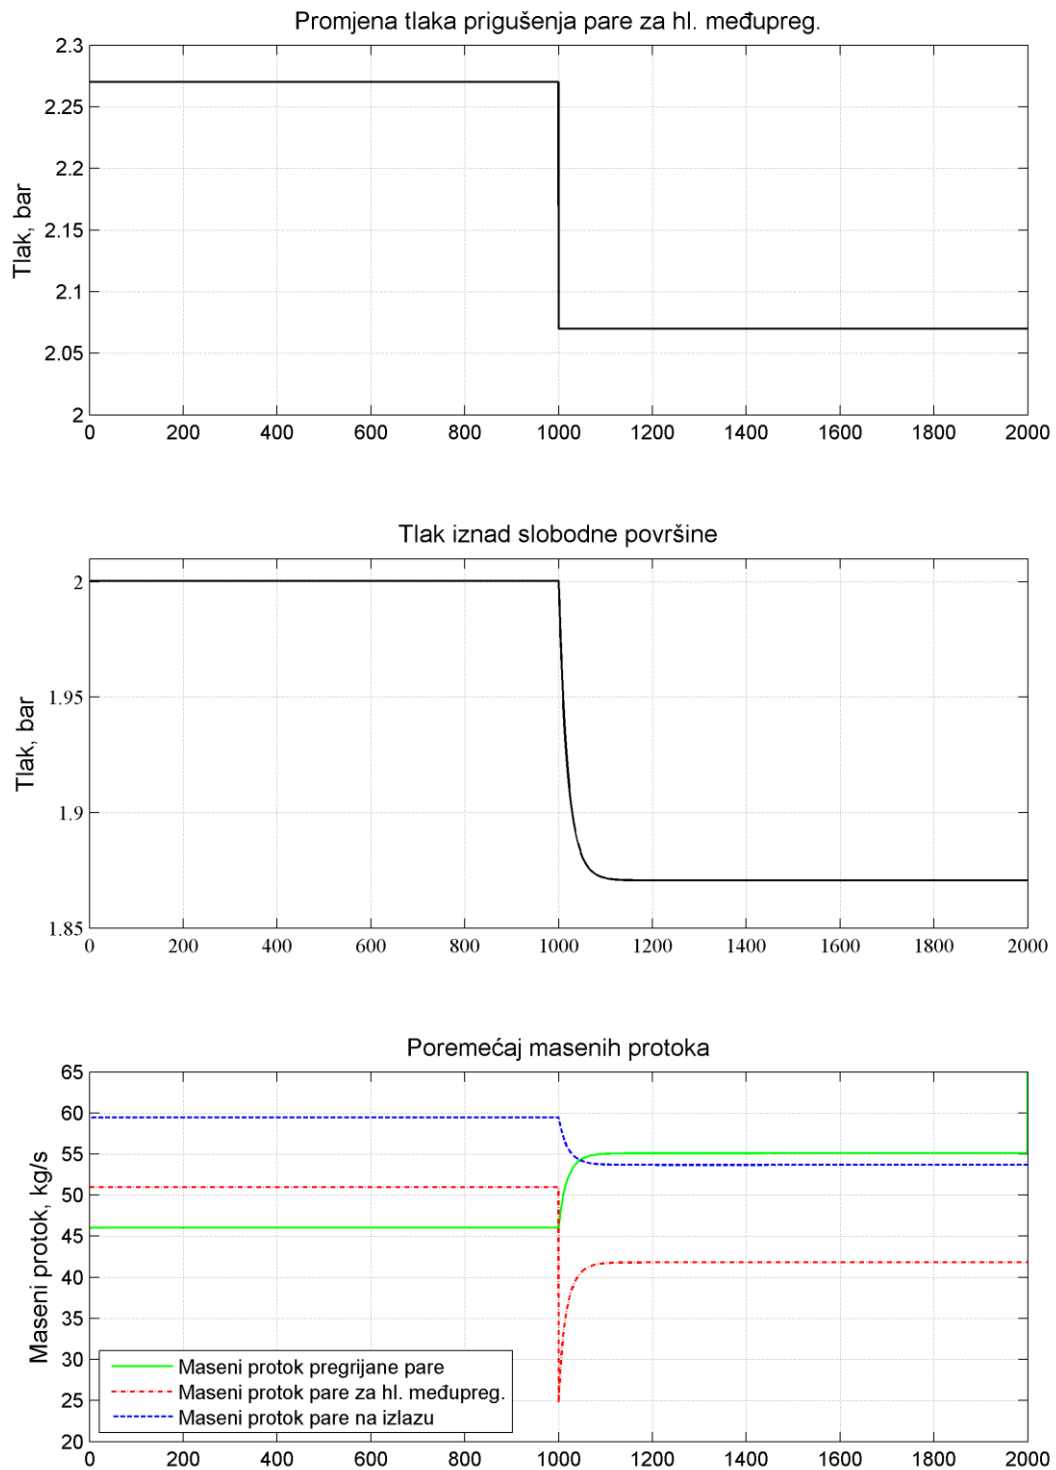 Promjena tlaka prigušenja pare za hl. međupreg.
2.3
2.25
2.2
2.15
2.1
2.05
2
Tlak, bar
0 200 400 600 800 1000 1200 1400 1600 1800 2000
Tlak iznad slobodne površine
2
1.95
1.9
1.85
Tlak, bar
0 200 400 600 800 1000 1200 1400 1600 1800 2000
Poremećaj masenih protoka
65
60
55
50
45
40
35
30
25
20
Maseni protok, kg/s
Maseni protok pregrijane pare
Maseni protok pare za hl. međupreg.
Maseni protok pare na izlazu
0 200 400 600 800 1000 1200 1400 1600 1800 2000